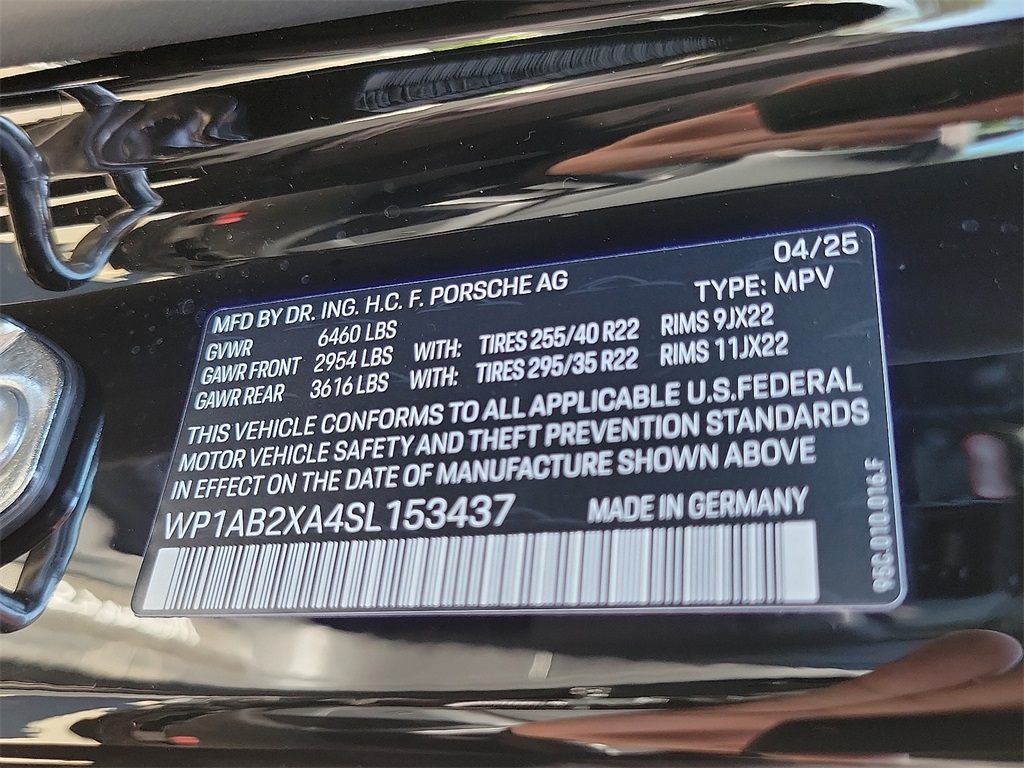 04/25
MFD BY DR. ING. H.C. F. PORSCHE AG TYPE: MPV
GVWR 6460 LBS
GAWR FRONT 2954 LBS WITH: TIRES 255/40 R22 RIMS 9JX22
GAWR REAR 3616 LBS WITH: TIRES 295/35 R22 RIMS 11JX22
THIS VEHICLE CONFORMS TO ALL APPLICABLE U.S.FEDERAL
MOTOR VEHICLE SAFETY AND THEFT PREVENTION STANDARDS
IN EFFECT ON THE DATE OF MANUFACTURE SHOWN ABOVE
WP1AB2XA4SL153437 MADE IN GERMANY
95C.010.016.F